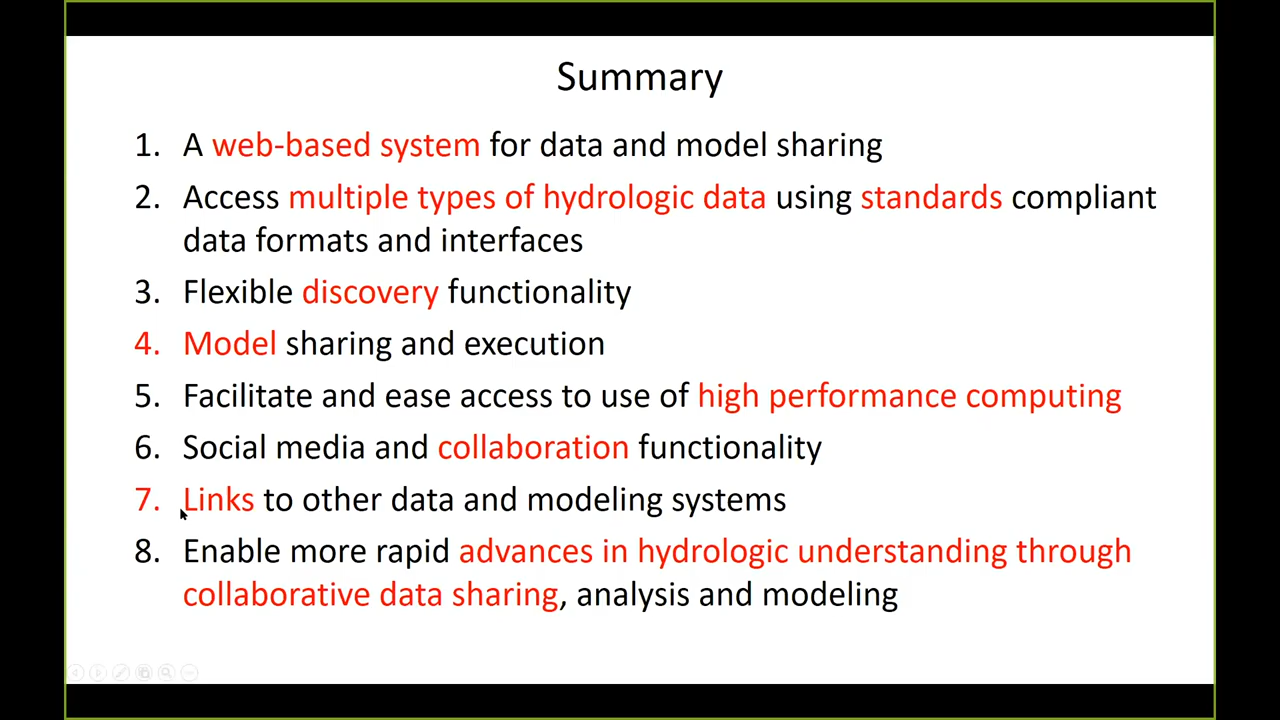 Summary
1. A web-based system for data and model sharing
2. Access multiple types of hydrologic data using standards compliant
data formats and interfaces
3. Flexible discovery functionality
4. Model sharing and execution
5. Facilitate and ease access to use of high performance computing
6. Social media and collaboration functionality
7. Links to other data and modeling systems
8. Enable more rapid advances in hydrologic understanding through
collaborative data sharing, analysis and modeling